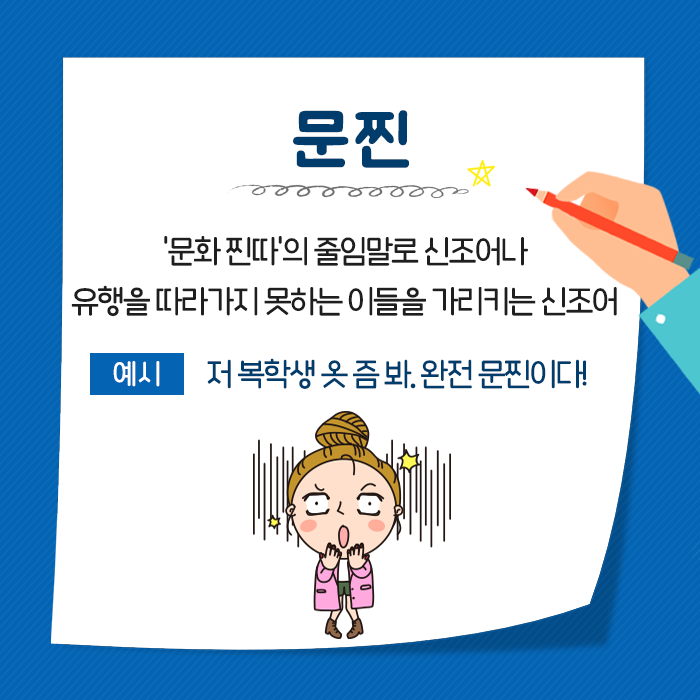 문찐
'문화 찐따'의 줄임말로 신조어나
유행을 따라가지 못하는 이들을 가리키는 신조어
예시 저 복학생 옷 즘 봐. 완전 문찐이다!